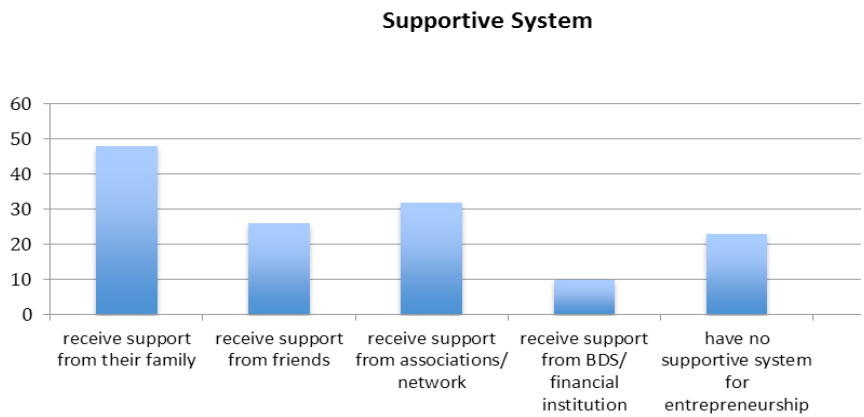 Supportive System
60
50
40
30
20
10
0
receive support
from their family
receive support
from friends
receive support
from associations/
network
receive support
from BDS/
financial
institution
have no
supportive system
for
entrepreneurship